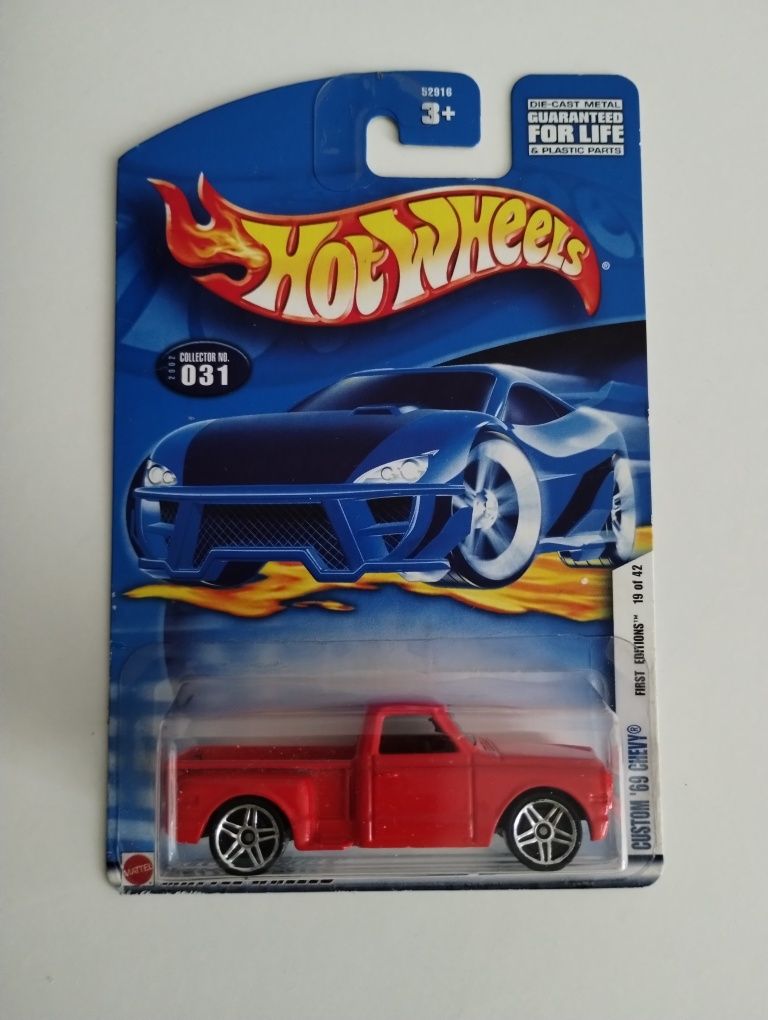 52916
3+
DIE-CAST METAL
GUARANTEED
FOR LIFE
& PLASTIC PARTS
HOT WHEELS®
2002
COLLECTOR NO.
031
FIRST EDITIONS™ 19 of 42
CUSTOM '69 CHEVY®
MATTEL